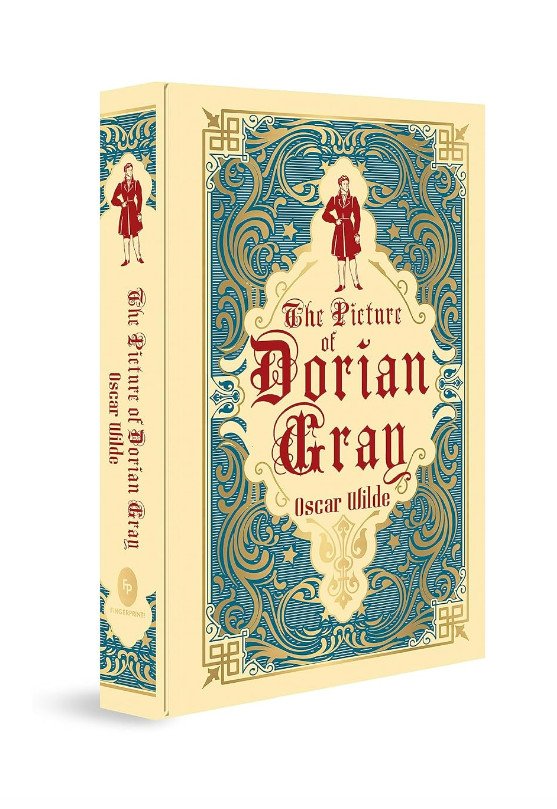 The Picture of Dorian Gray
Oscar Wilde
FP
FINGERPRINT!
The Picture
of
Dorian
Gray
Oscar Wilde